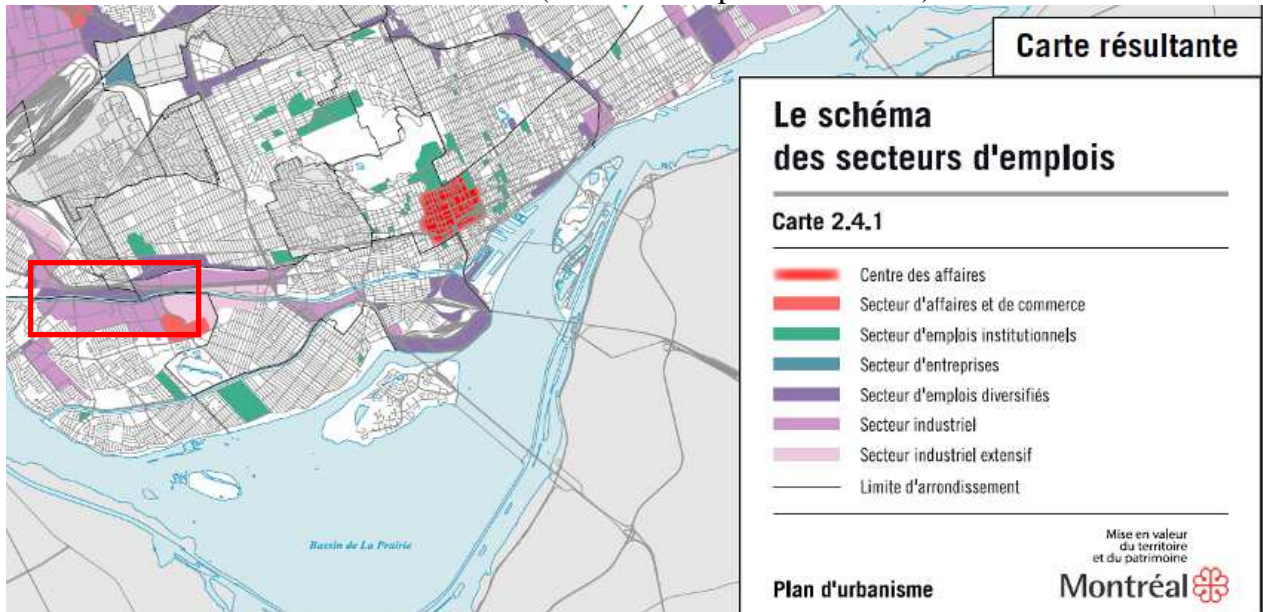 Carte résultante
Le schéma
des secteurs d'emplois
Carte 2.4.1
Centre des affaires
Secteur d'affaires et de commerce
Secteur d'emplois institutionnels
Secteur d'entreprises
Secteur d'emplois diversifiés
Secteur industriel
Secteur industriel extensif
Limite d'arrondissement
Bassin de La Prairie
Mise en valeur
du territoire
et du patrimoine
Plan d'urbanisme
Montréal